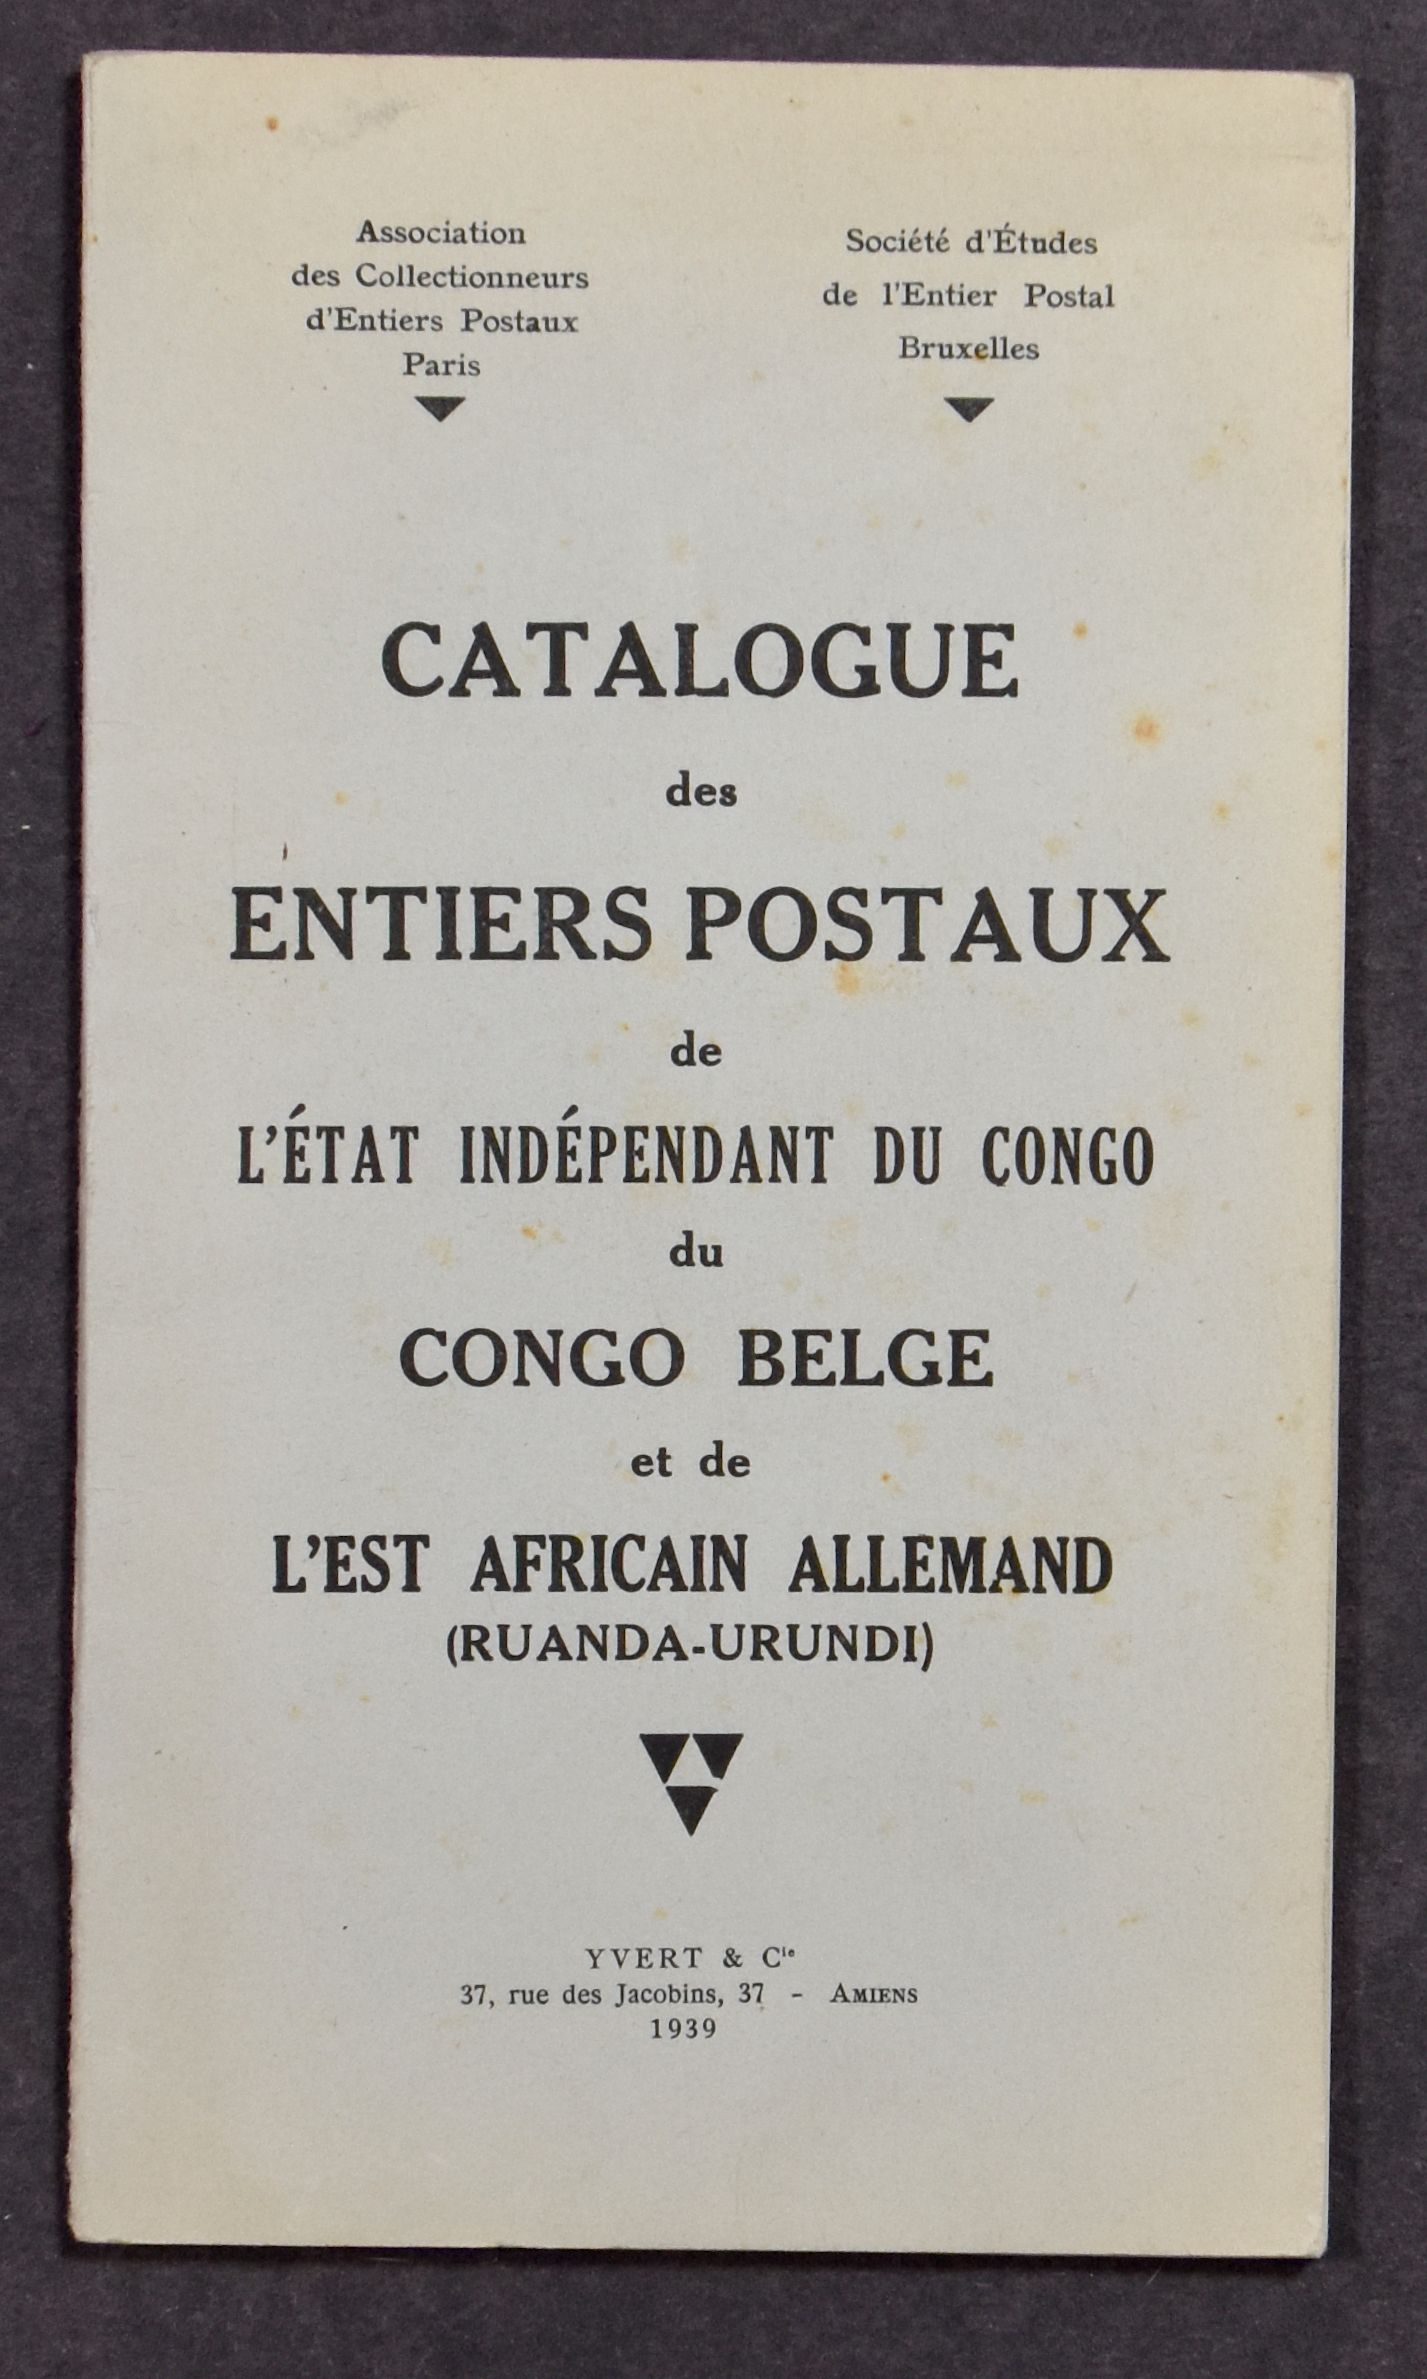 Association
des Collectionneurs
d'Entiers Postaux
Paris
Société d'Études
de l'Entier Postal
Bruxelles
CATALOGUE
des
ENTIERS POSTAUX
de
L'ÉTAT INDÉPENDANT DU CONGO
du
CONGO BELGE
et de
L'EST AFRICAIN ALLEMAND
(RUANDA-URUNDI)
YVERT & Cie
37, rue des Jacobins, 37 - AMIENS
1939